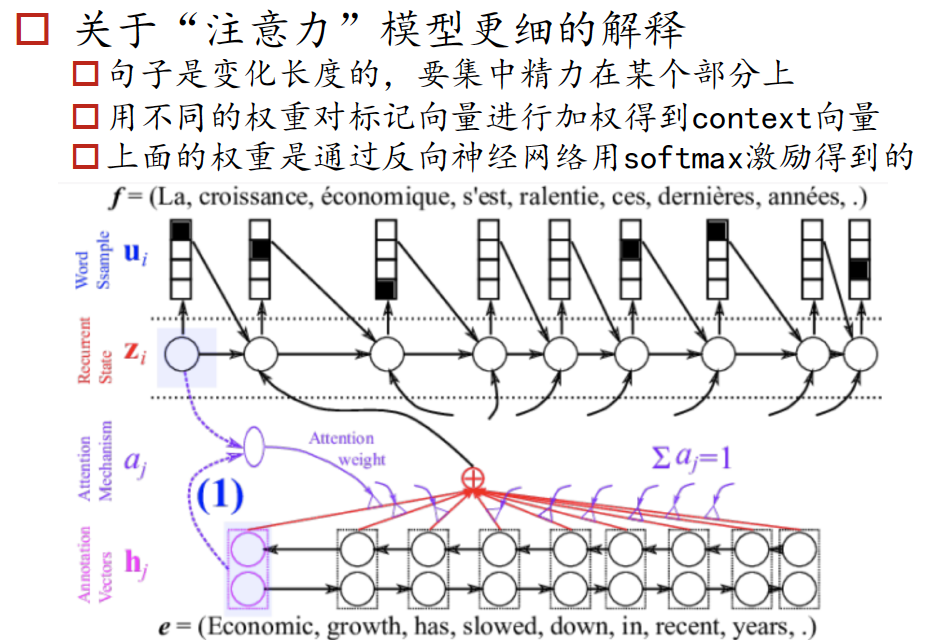 关于“注意力”模型更细的解释
句子是变化长度的，要集中精力在某个部分上
用不同的权重对标记向量进行加权得到context向量
上面的权重是通过反向神经网络用softmax激励得到的
f = (La, croissance, économique, s'est, ralentie, ces, dernières, années, .)
Word
Ssample
u_i
Recurrent
State
z_i
Attention
Mechanism
a_j
Attention
weight
Σ a_j=1
(1)
Annotation
Vectors
h_j
e = (Economic, growth, has, slowed, down, in, recent, years, .)